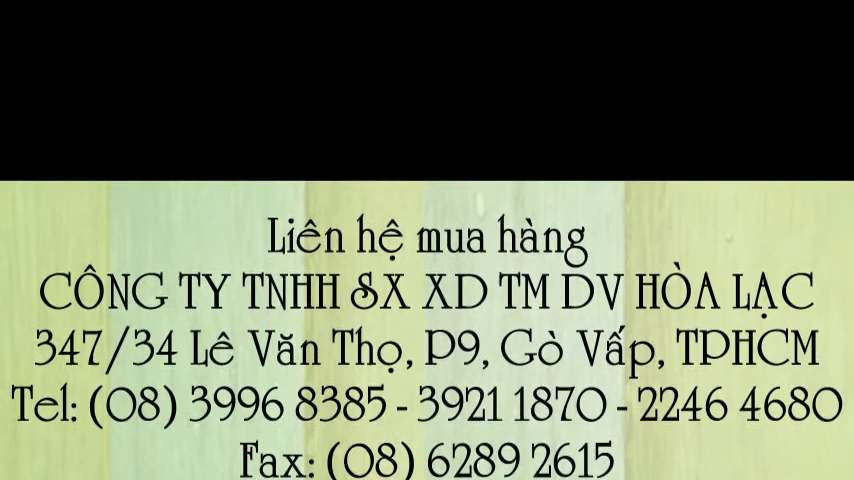 Liên hệ mua hàng
CÔNG TY TNHH SX XD TM DV HÒA LẠC
347/34 Lê Văn Thọ, P9, Gò Vấp, TPHCM
Tel: (08) 3996 8385 - 3921 1870 - 2246 4680
Fax: (08) 6289 2615